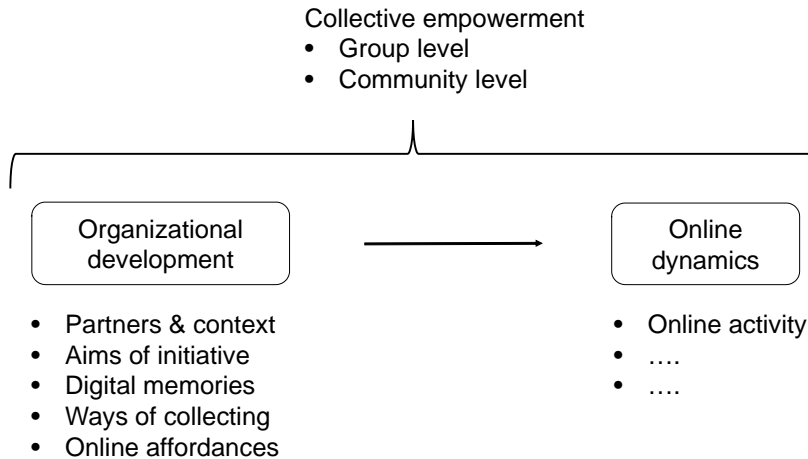 Collective empowerment
• Group level
• Community level
Organizational
development
Online
dynamics
• Partners & context
• Aims of initiative
• Digital memories
• Ways of collecting
• Online affordances
• Online activity
• ….
• ….